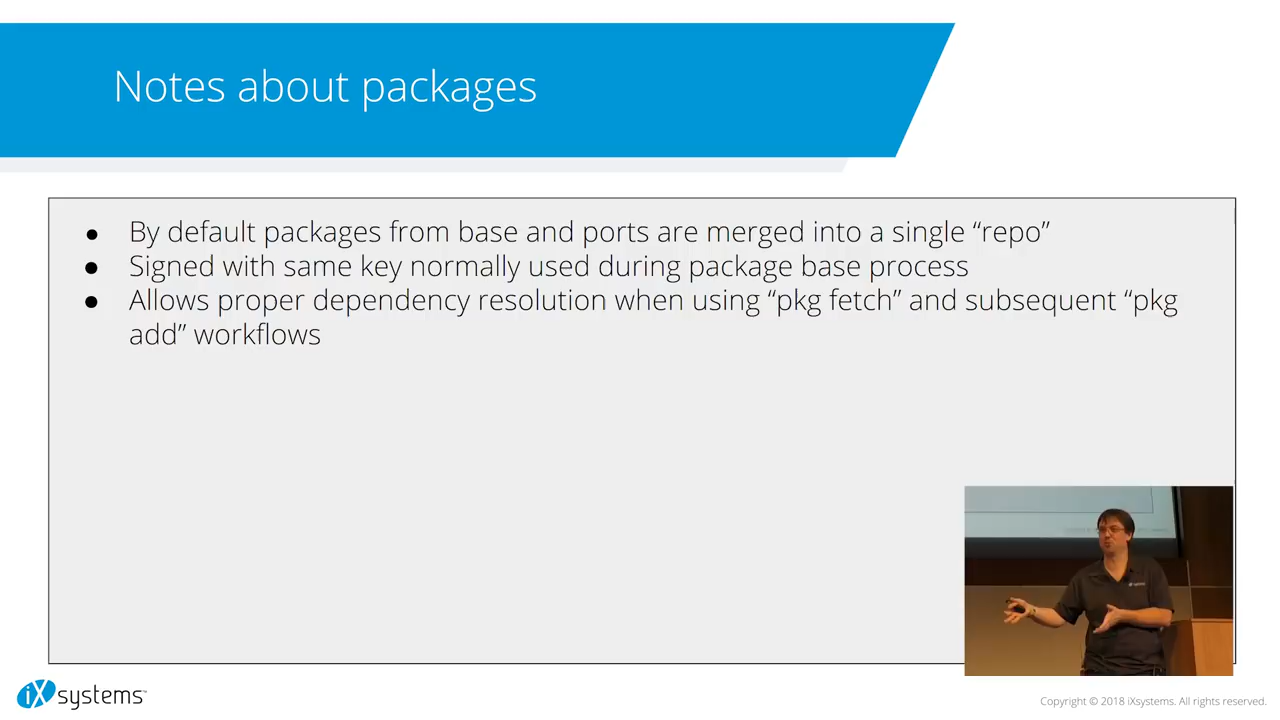 Notes about packages
● By default packages from base and ports are merged into a single “repo”
● Signed with same key normally used during package base process
● Allows proper dependency resolution when using “pkg fetch” and subsequent “pkg
add” workflows
iXsystems™
Copyright © 2018 iXsystems. All rights reserved.